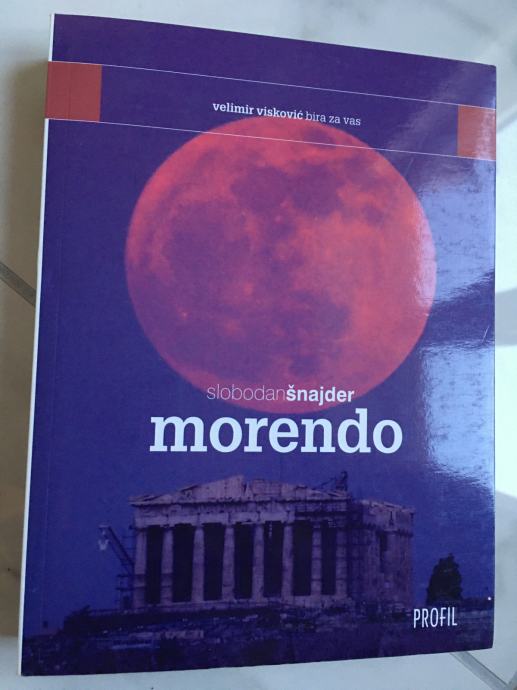 velimir visković bira za vas
slobodanšnajder
morendo
PROFIL